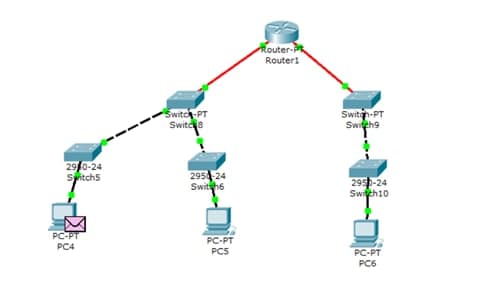 Router-PT
Router1
Switch-PT
Switch8
Switch-PT
Switch9
2950-24
Switch5
2950-24
Switch6
2950-24
Switch10
PC-PT
PC4
PC-PT
PC5
PC-PT
PC6